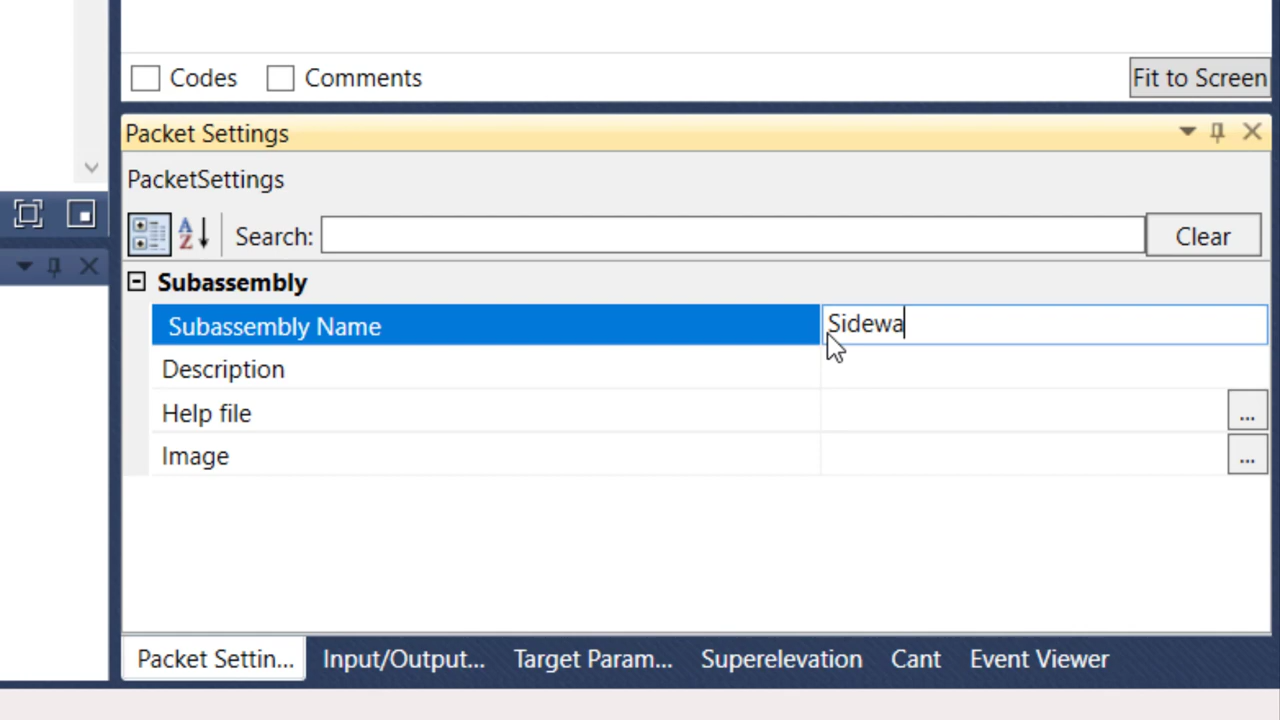 Codes Comments Fit to Screen
Packet Settings
PacketSettings
Search: Clear
Subassembly
Subassembly Name Sidewa
Description
Help file ...
Image ...
Packet Settin... Input/Output... Target Param... Superelevation Cant Event Viewer